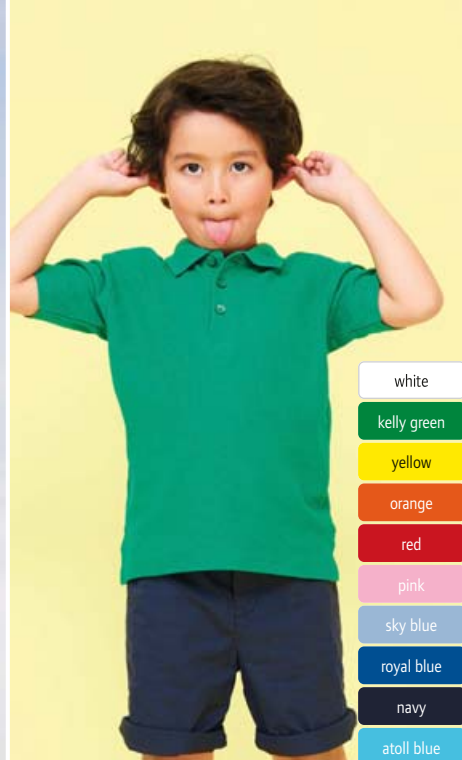 white
kelly green
yellow
orange
red
pink
sky blue
royal blue
navy
atoll blue